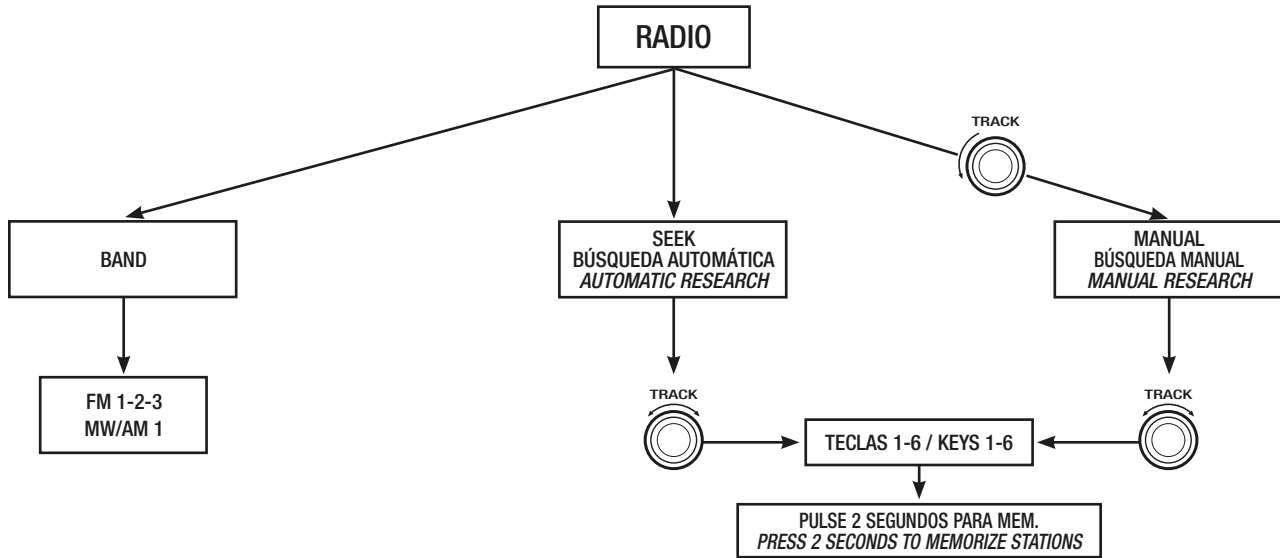 RADIO
TRACK
BAND
SEEK
BÚSQUEDA AUTOMÁTICA
AUTOMATIC RESEARCH
MANUAL
BÚSQUEDA MANUAL
MANUAL RESEARCH
FM 1-2-3
MW/AM 1
TRACK
TRACK
TECLAS 1-6 / KEYS 1-6
PULSE 2 SEGUNDOS PARA MEM.
PRESS 2 SECONDS TO MEMORIZE STATIONS